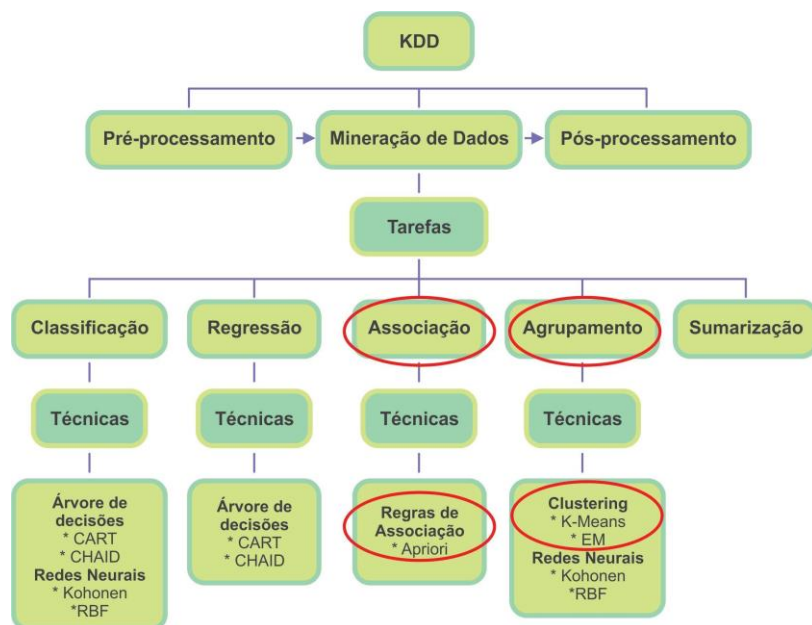 KDD
Pré-processamento
Mineração de Dados
Pós-processamento
Tarefas
Classificação
Regressão
Associação
Agrupamento
Sumarização
Técnicas
Técnicas
Técnicas
Técnicas
Árvore de
decisões
* CART
* CHAID
Redes Neurais
* Kohonen
*RBF
Árvore de
decisões
* CART
* CHAID
Regras de
Associação
* Apriori
Clustering
* K-Means
* EM
Redes Neurais
* Kohonen
*RBF